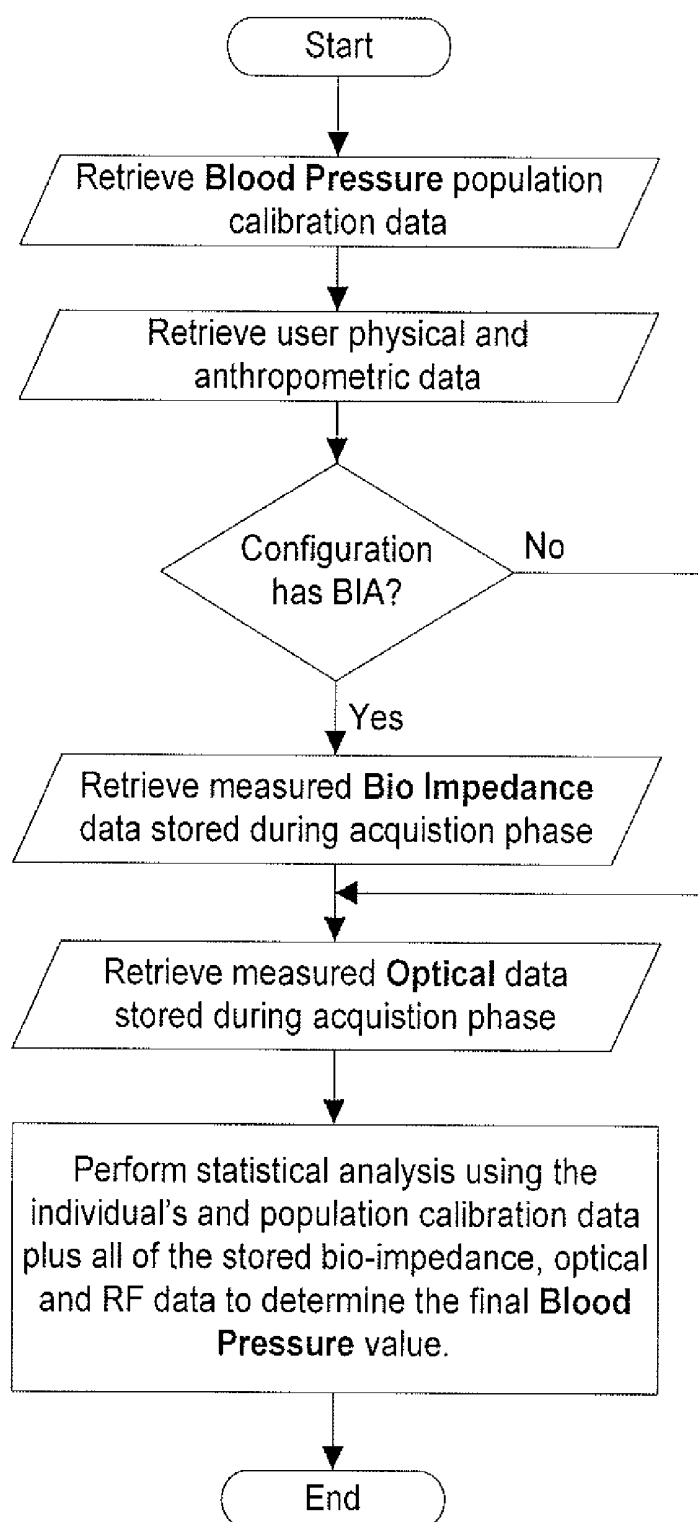 Start
Retrieve Blood Pressure population
calibration data
Retrieve user physical and
anthropometric data
Configuration
has BIA?
No
Yes
Retrieve measured Bio Impedance
data stored during acquistion phase
Retrieve measured Optical data
stored during acquistion phase
Perform statistical analysis using the
individual's and population calibration data
plus all of the stored bio-impedance, optical
and RF data to determine the final Blood
Pressure value.
End